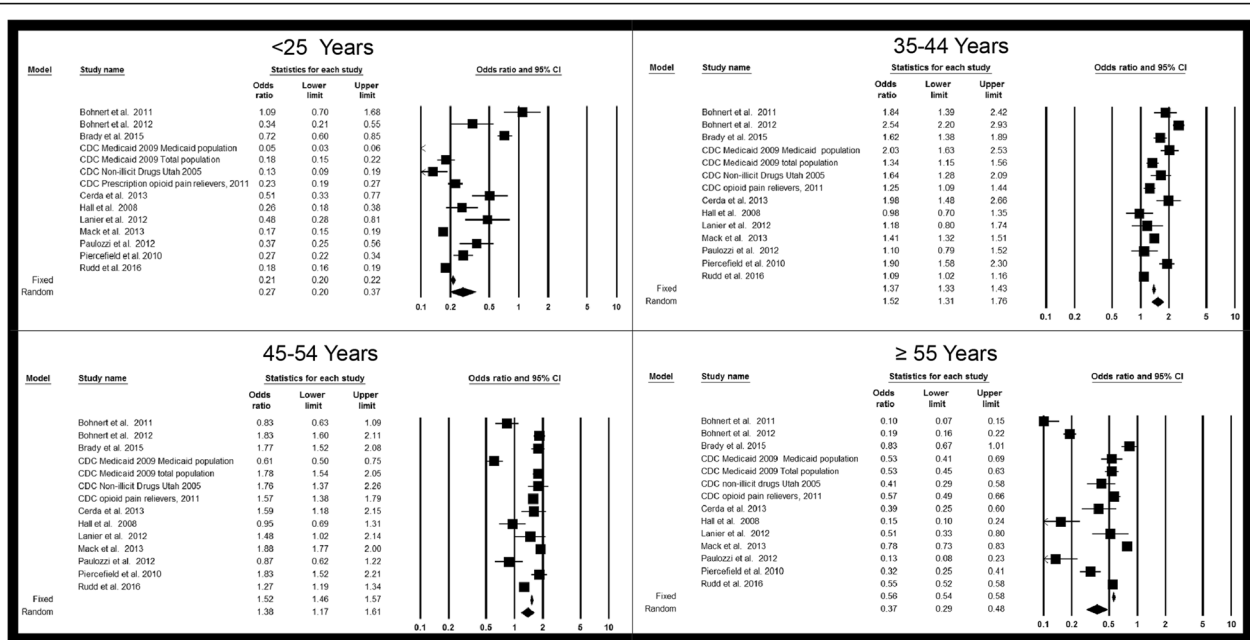 <25 Years
Model Study name Statistics for each study Odds ratio and 95% CI
Odds ratio Lower limit Upper limit
Bohnert et al. 2011 1.09 0.70 1.68
Bohnert et al. 2012 0.34 0.21 0.55
Brady et al. 2015 0.72 0.60 0.85
CDC Medicaid 2009 Medicaid population 0.05 0.03 0.06
CDC Medicaid 2009 Total population 0.18 0.15 0.22
CDC Non-illicit Drugs Utah 2005 0.13 0.09 0.19
CDC Prescription opioid pain relievers, 2011 0.23 0.19 0.27
Cerda et al. 2013 0.51 0.33 0.77
Hall et al. 2008 0.26 0.18 0.38
Lanier et al. 2012 0.48 0.28 0.81
Mack et al. 2013 0.17 0.15 0.19
Paulozzi et al. 2012 0.37 0.25 0.56
Piercefield et al. 2010 0.27 0.22 0.34
Rudd et al. 2016 0.18 0.16 0.19
Fixed 0.21 0.20 0.22
Random 0.27 0.20 0.37
0.1 0.2 0.5 1 2 5 10
35-44 Years
Model Study name Statistics for each study Odds ratio and 95% CI
Odds ratio Lower limit Upper limit
Bohnert et al. 2011 1.84 1.39 2.42
Bohnert et al. 2012 2.54 2.20 2.93
Brady et al. 2015 1.62 1.38 1.89
CDC Medicaid 2009 Medicaid population 2.03 1.63 2.53
CDC Medicaid 2009 total population 1.34 1.15 1.56
CDC Non-illicit Drugs Utah 2005 1.64 1.28 2.09
CDC opioid pain relievers, 2011 1.25 1.09 1.44
Cerda et al. 2013 1.98 1.48 2.66
Hall et al. 2008 0.98 0.70 1.35
Lanier et al. 2012 1.18 0.80 1.74
Mack et al. 2013 1.41 1.32 1.51
Paulozzi et al. 2012 1.10 0.79 1.52
Piercefield et al. 2010 1.90 1.58 2.30
Rudd et al. 2016 1.09 1.02 1.16
Fixed 1.37 1.33 1.43
Random 1.52 1.31 1.76
0.1 0.2 0.5 1 2 5 10
45-54 Years
Model Study name Statistics for each study Odds ratio and 95% CI
Odds ratio Lower limit Upper limit
Bohnert et al. 2011 0.83 0.63 1.09
Bohnert et al. 2012 1.83 1.60 2.11
Brady et al. 2015 1.77 1.52 2.08
CDC Medicaid 2009 Medicaid population 0.61 0.50 0.75
CDC Medicaid 2009 total population 1.78 1.54 2.05
CDC Non-illicit Drugs Utah 2005 1.76 1.37 2.26
CDC opioid pain relievers, 2011 1.57 1.38 1.79
Cerda et al. 2013 1.59 1.18 2.15
Hall et al. 2008 0.95 0.69 1.31
Lanier et al. 2012 1.48 1.02 2.14
Mack et al. 2013 1.88 1.77 2.00
Paulozzi et al. 2012 0.87 0.62 1.22
Piercefield et al. 2010 1.83 1.52 2.21
Rudd et al. 2016 1.27 1.19 1.34
Fixed 1.52 1.46 1.57
Random 1.38 1.17 1.61
0.1 0.2 0.5 1 2 5 10
≥ 55 Years
Model Study name Statistics for each study Odds ratio and 95% CI
Odds ratio Lower limit Upper limit
Bohnert et al. 2011 0.10 0.07 0.15
Bohnert et al. 2012 0.19 0.16 0.22
Brady et al. 2015 0.83 0.67 1.01
CDC Medicaid 2009 Medicaid population 0.53 0.41 0.69
CDC Medicaid 2009 Total population 0.53 0.45 0.63
CDC non-illicit Drugs Utah 2005 0.41 0.29 0.58
CDC opioid pain relievers, 2011 0.57 0.49 0.66
Cerda et al. 2013 0.39 0.25 0.60
Hall et al. 2008 0.15 0.10 0.24
Lanier et al. 2012 0.51 0.33 0.80
Mack et al. 2013 0.78 0.73 0.83
Paulozzi et al. 2012 0.13 0.08 0.23
Piercefield et al. 2010 0.32 0.25 0.41
Rudd et al. 2016 0.55 0.52 0.58
Fixed 0.56 0.54 0.58
Random 0.37 0.29 0.48
0.1 0.2 0.5 1 2 5 10